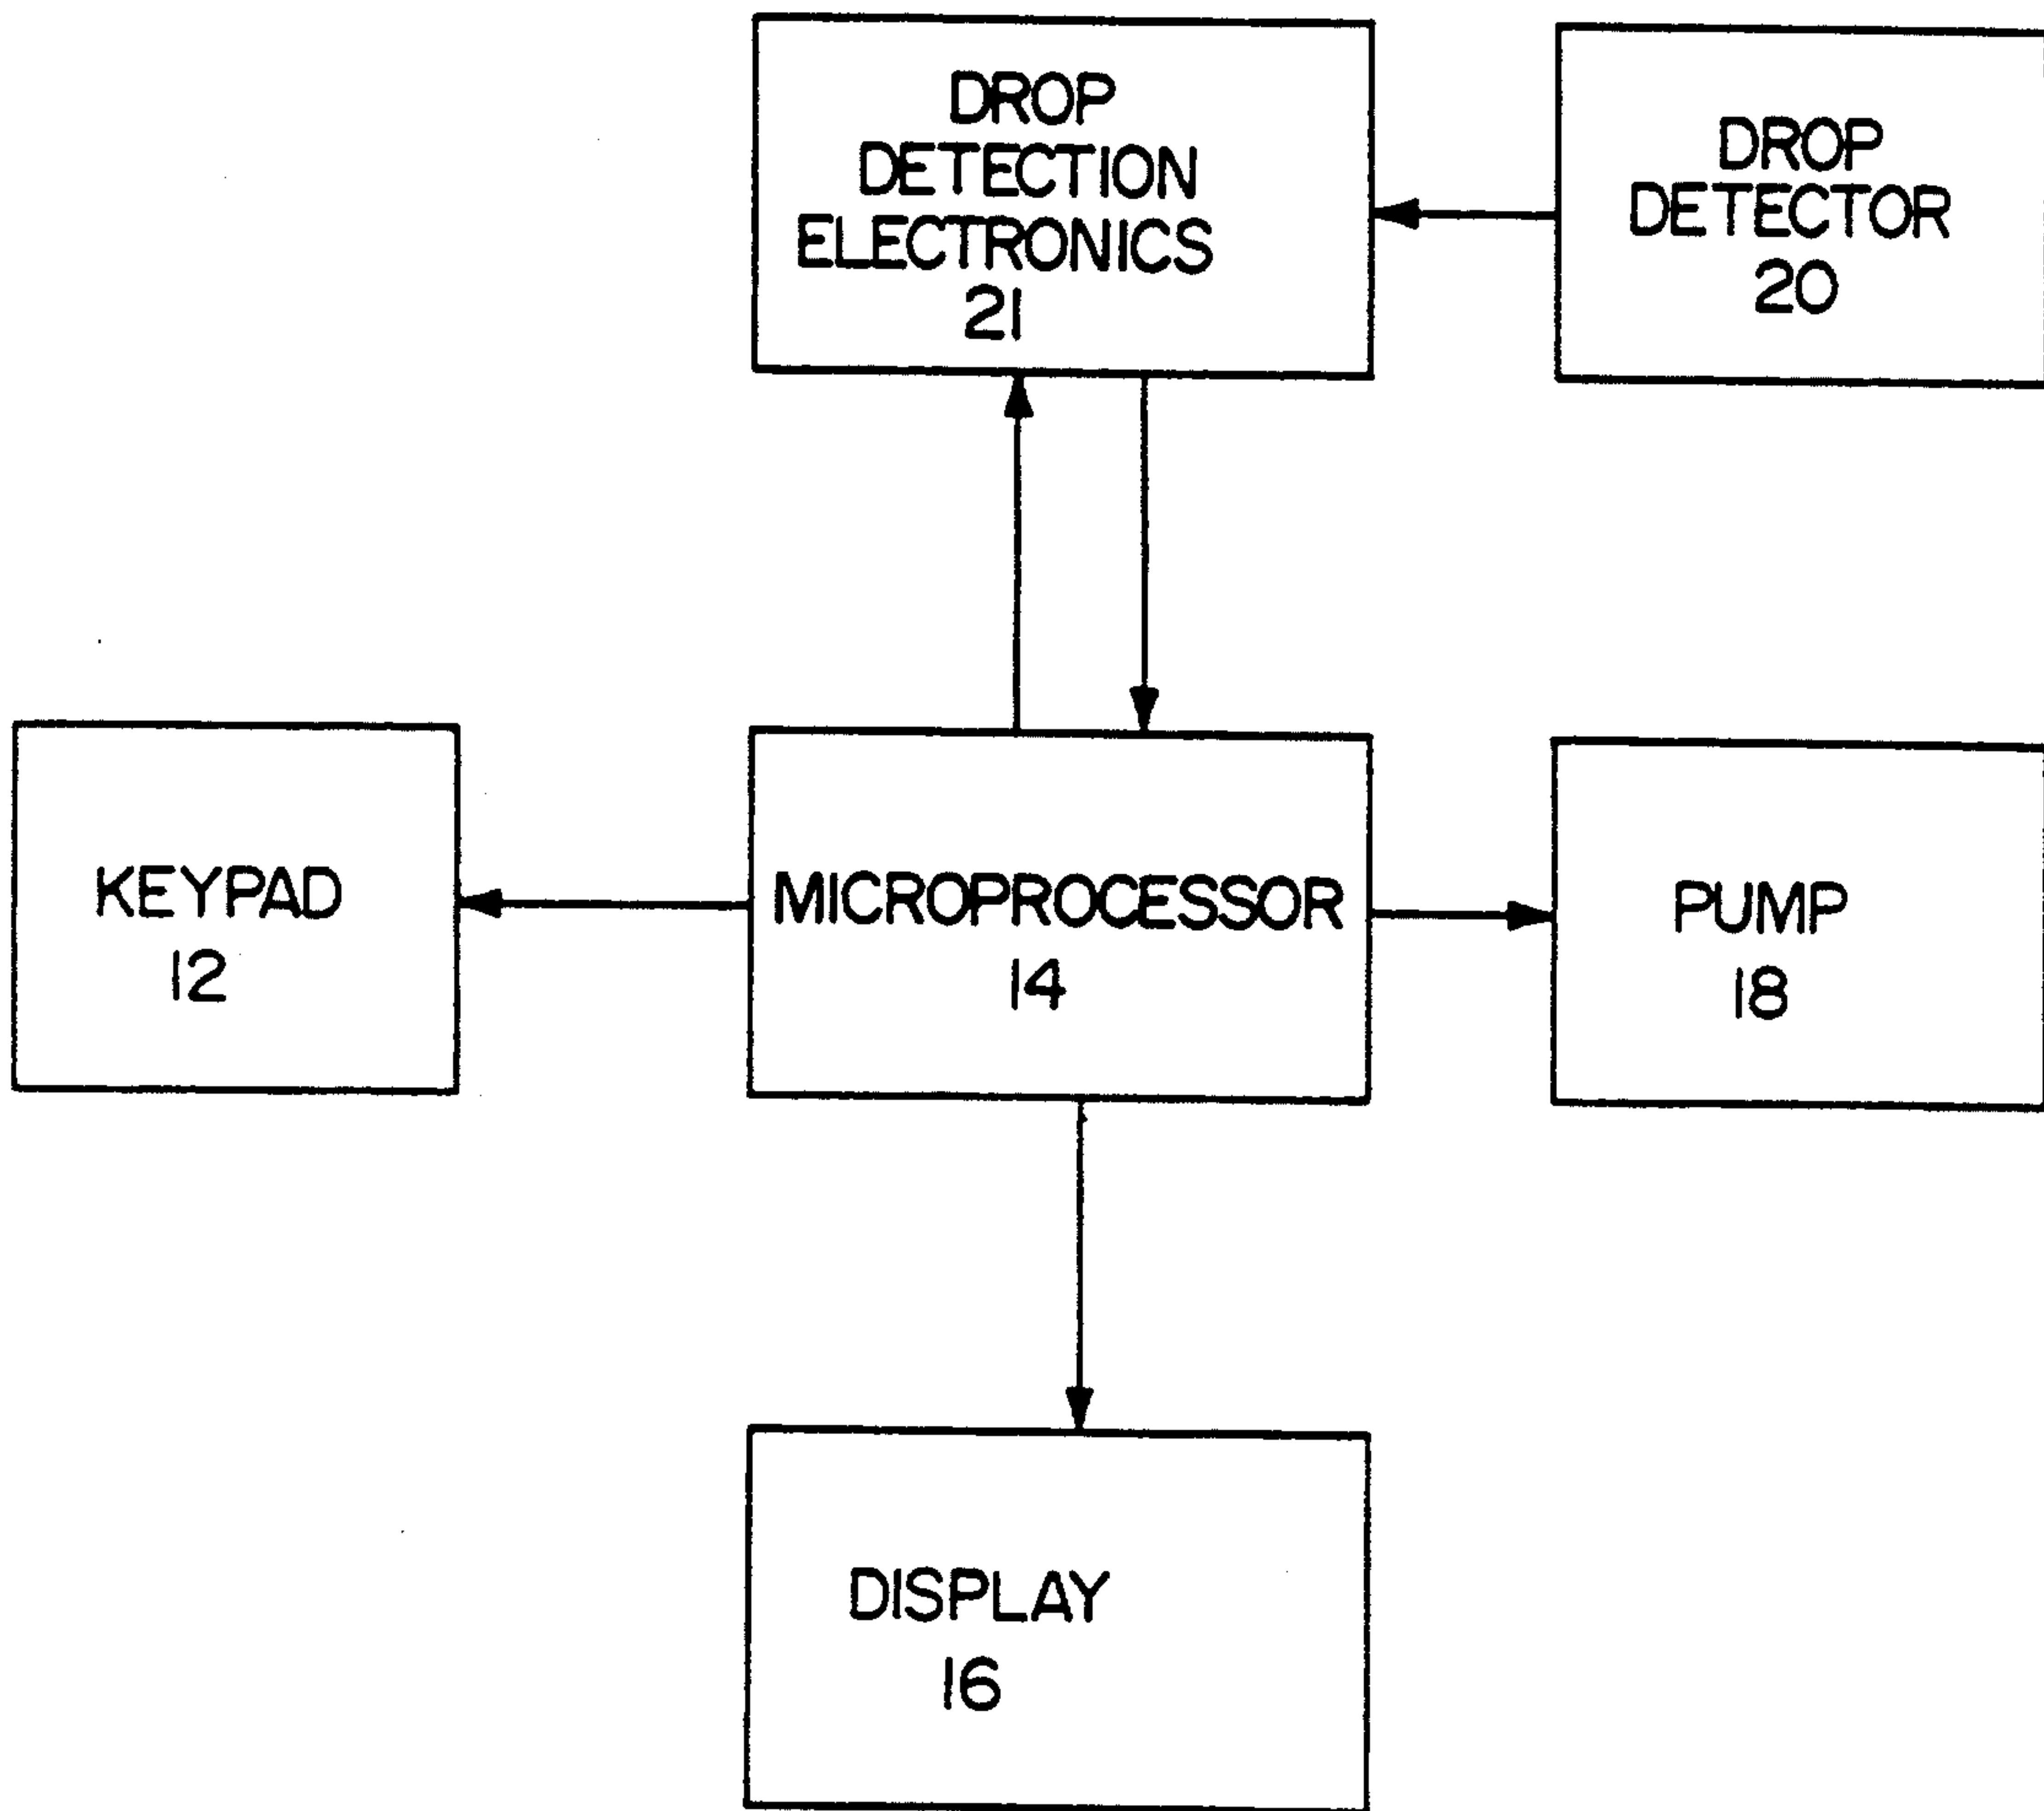 DROP
DETECTION
ELECTRONICS
21
DROP
DETECTOR
20
KEYPAD
12
MICROPROCESSOR
14
PUMP
18
DISPLAY
16